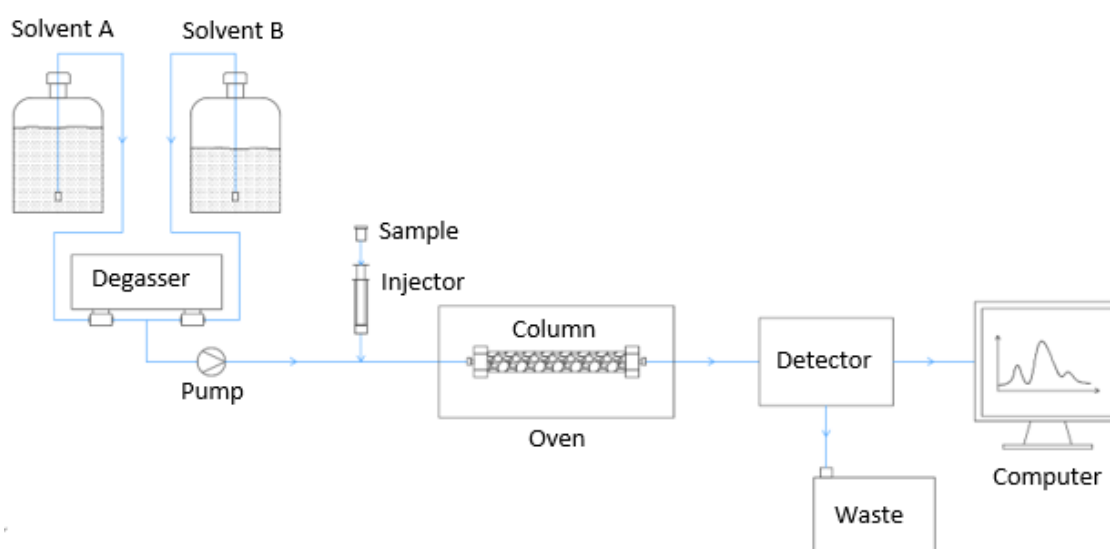 Solvent A
Solvent B
Degasser
Pump
Sample
Injector
Column
Oven
Detector
Waste
Computer